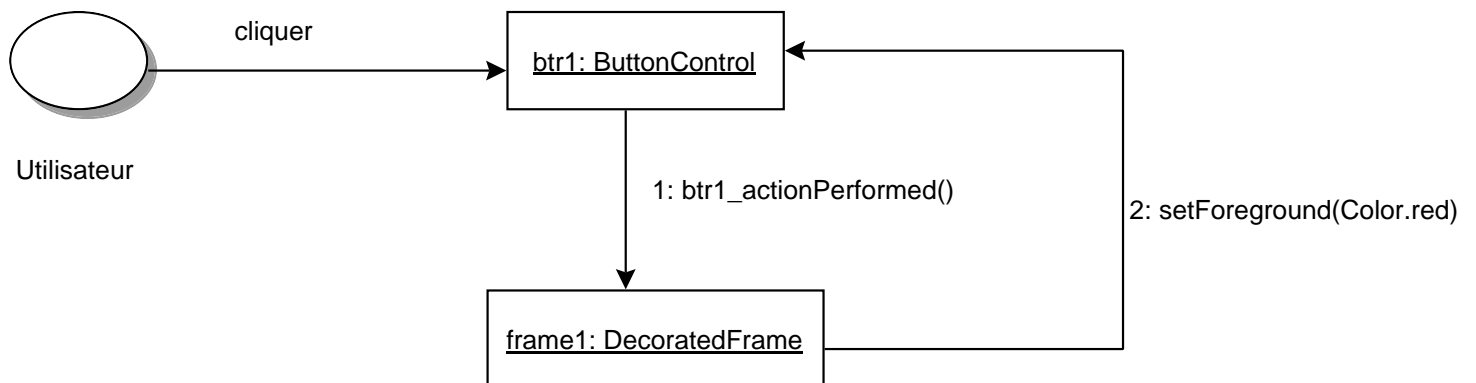 cliquer
btr1: ButtonControl
Utilisateur
1: btr1_actionPerformed()
2: setForeground(Color.red)
frame1: DecoratedFrame